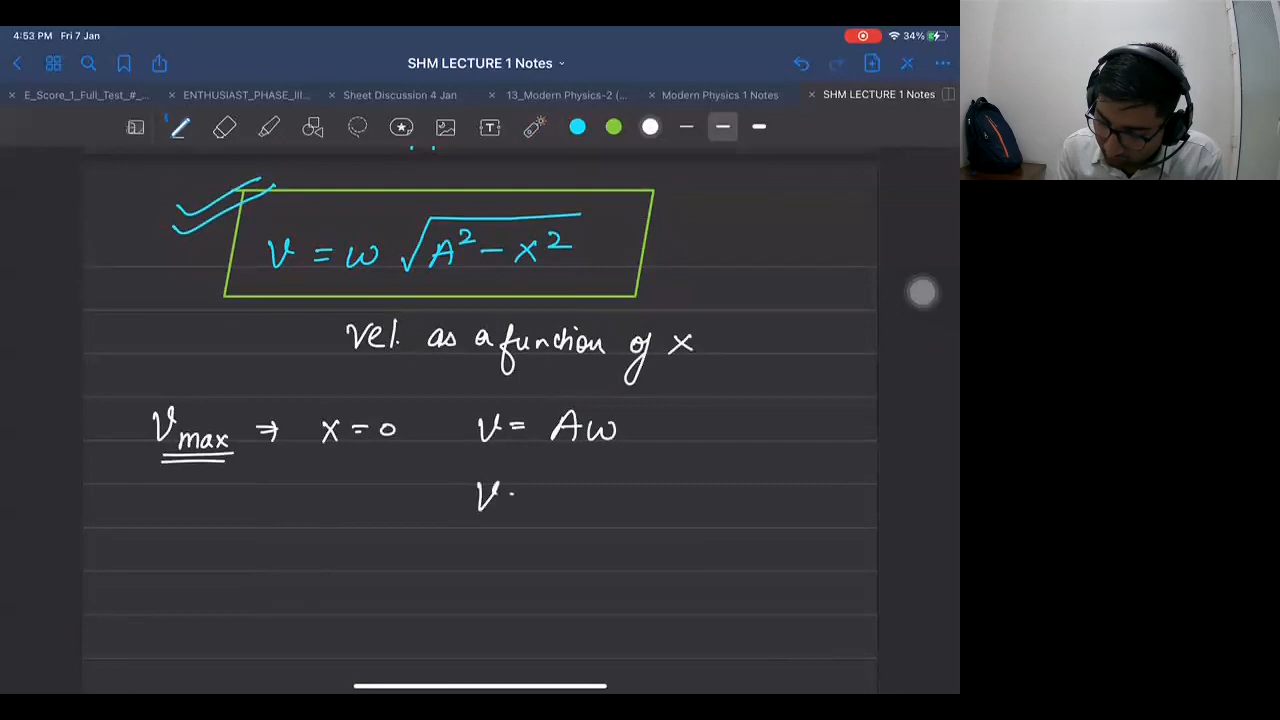 4:53 PM Fri 7 Jan 34%
SHM LECTURE 1 Notes
E_Score_1_Full_Test_#_... ENTHUSIAST_PHASE_III... Sheet Discussion 4 Jan 13_Modern Physics-2 (... Modern Physics 1 Notes SHM LECTURE 1 Notes
v = ω √A² - x²
Vel. as a function of x
Vmax ⇒ x = 0 v = Aω
V